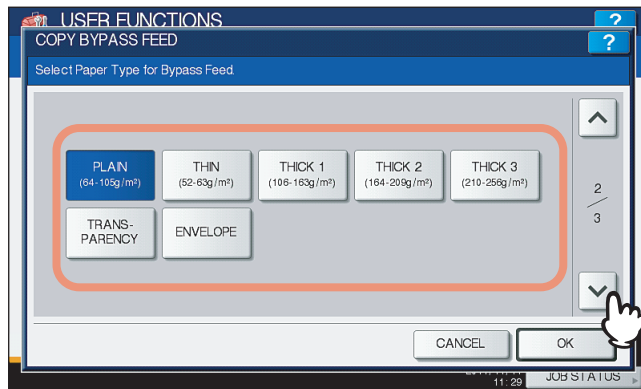 USER FUNCTIONS
?
COPY BYPASS FEED
?
Select Paper Type for Bypass Feed.
PLAIN
(64-105g/m²)
THIN
(52-63g/m²)
THICK 1
(106-163g/m²)
THICK 2
(164-209g/m²)
THICK 3
(210-256g/m²)
2
3
TRANS-
PARENCY
ENVELOPE
CANCEL
OK
11:29
JOB STATUS